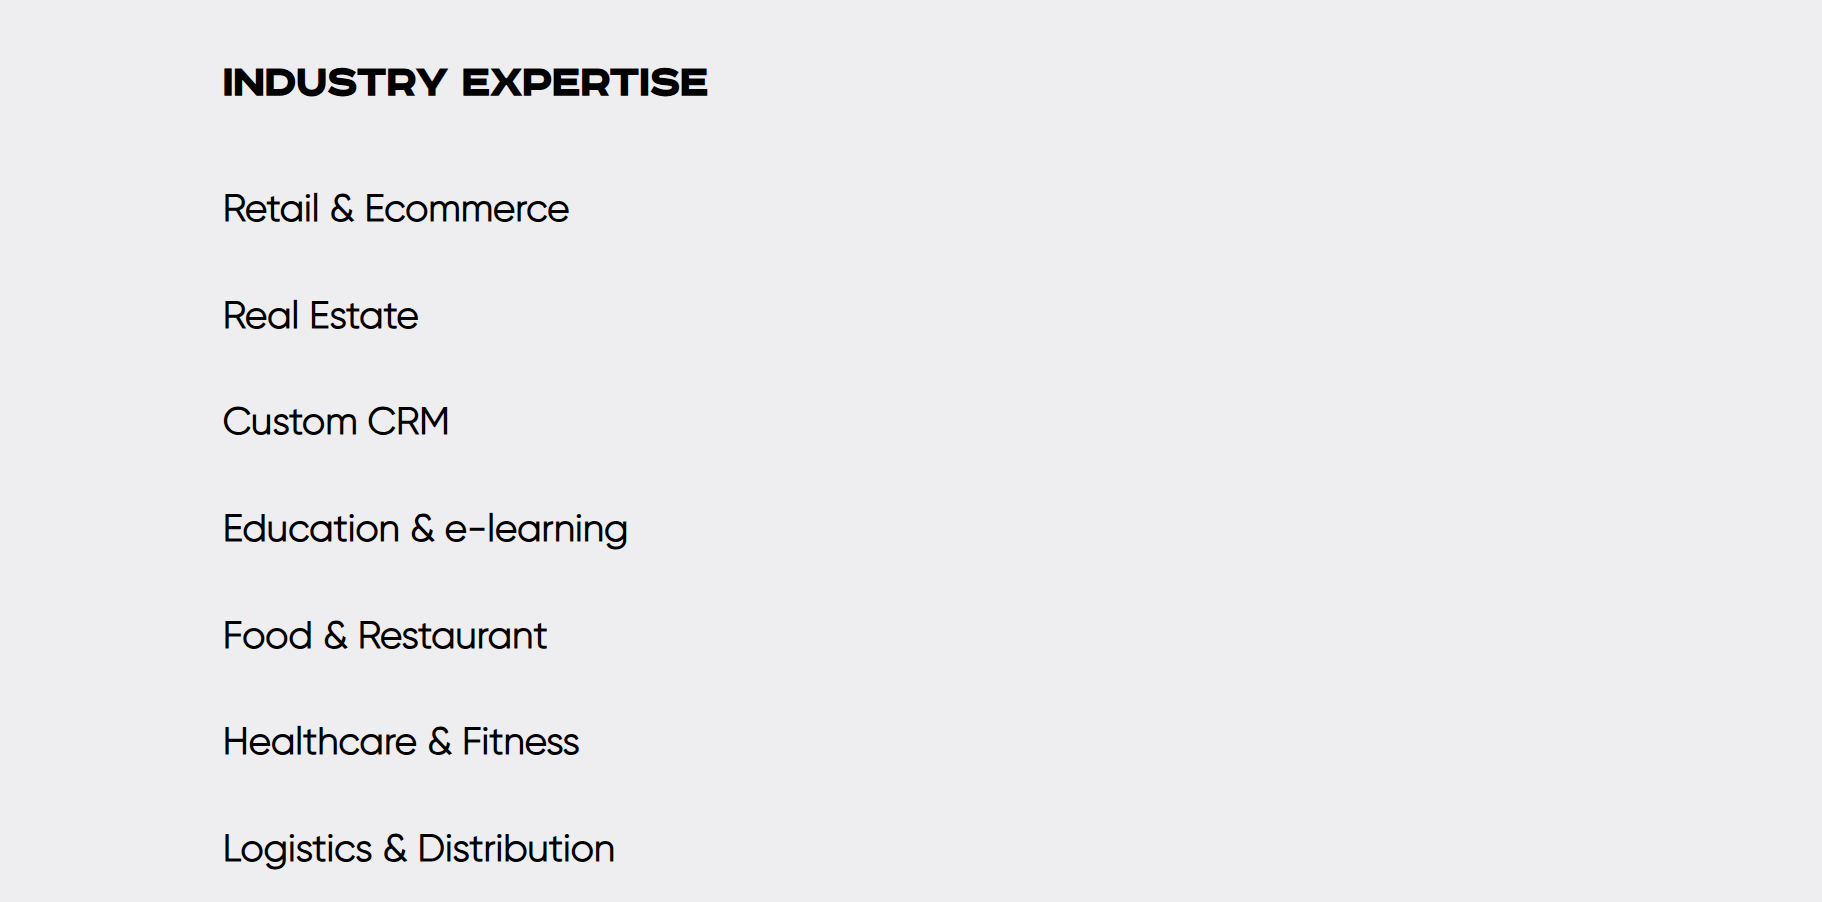 INDUSTRY EXPERTISE
Retail & Ecommerce
Real Estate
Custom CRM
Education & e-learning
Food & Restaurant
Healthcare & Fitness
Logistics & Distribution